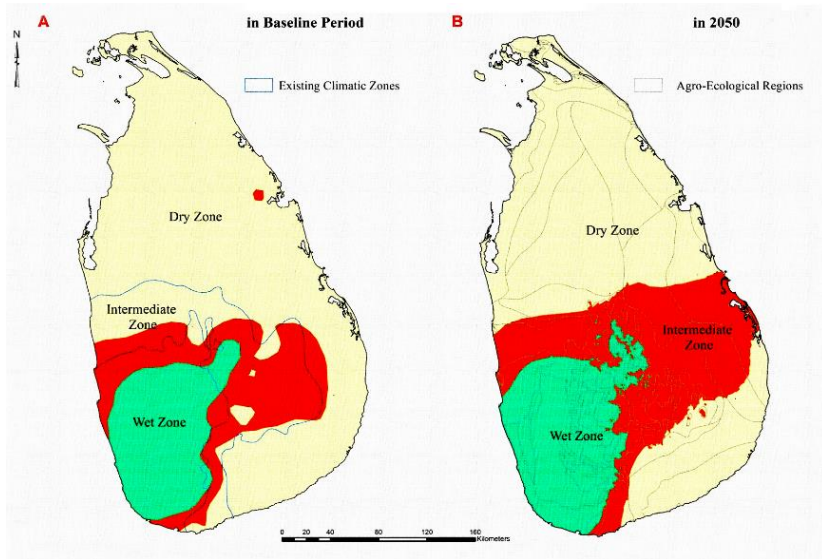 A
in Baseline Period
N
Existing Climatic Zones
Dry Zone
Intermediate
Zone
Wet Zone
B
in 2050
Agro-Ecological Regions
Dry Zone
Intermediate
Zone
Wet Zone
0 20 40 80 120 160
Kilometers